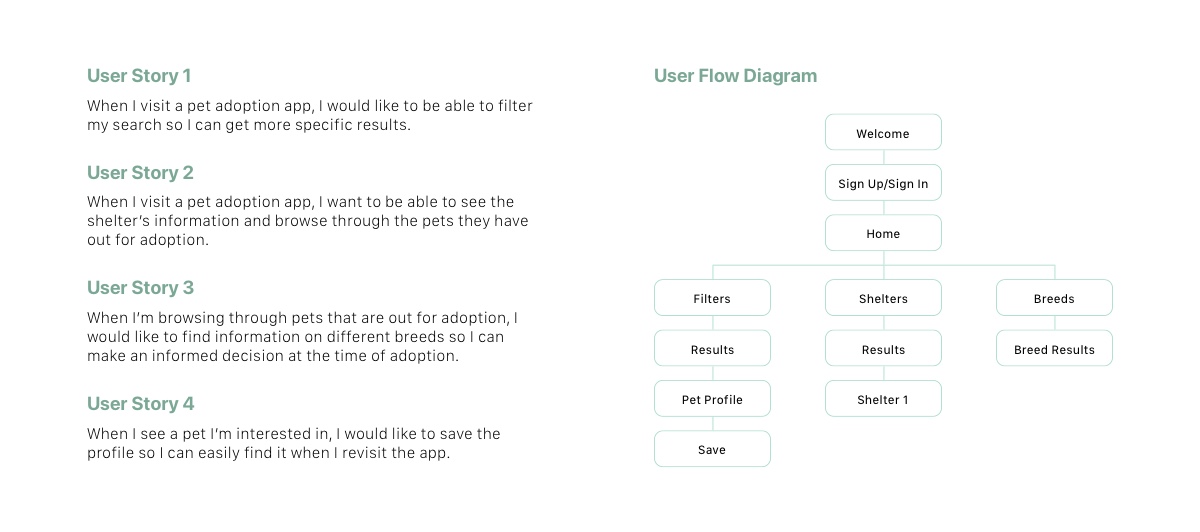 User Story 1
When I visit a pet adoption app, I would like to be able to filter
my search so I can get more specific results.
User Story 2
When I visit a pet adoption app, I want to be able to see the
shelter’s information and browse through the pets they have
out for adoption.
User Story 3
When I’m browsing through pets that are out for adoption, I
would like to find information on different breeds so I can
make an informed decision at the time of adoption.
User Story 4
When I see a pet I’m interested in, I would like to save the
profile so I can easily find it when I revisit the app.
User Flow Diagram
Welcome
Sign Up/Sign In
Home
Filters
Results
Pet Profile
Save
Shelters
Results
Shelter 1
Breeds
Breed Results